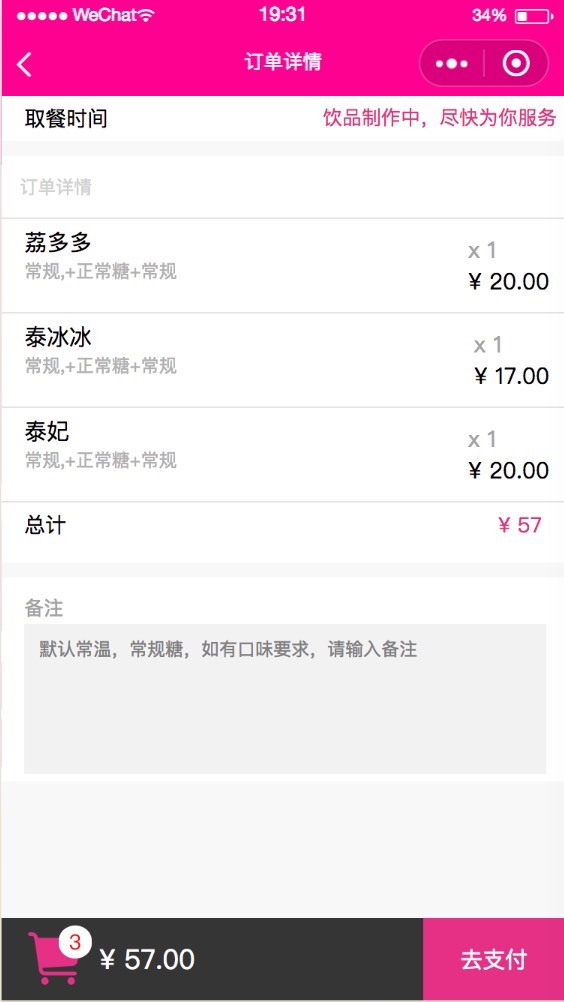 WeChat 19:31 34%
订单详情
取餐时间 饮品制作中，尽快为你服务
订单详情
荔多多
x 1
常规,+正常糖+常规
¥ 20.00
泰冰冰
x 1
常规,+正常糖+常规
¥ 17.00
泰妃
x 1
常规,+正常糖+常规
¥ 20.00
总计 ¥ 57
备注
默认常温，常规糖，如有口味要求，请输入备注
3 ¥ 57.00 去支付